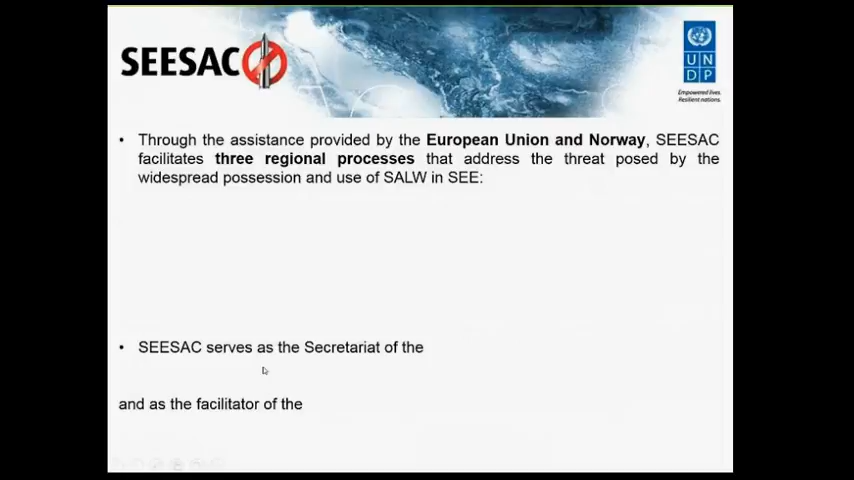 SEESAC
UN
DP
Empowered lives.
Resilient nations.
• Through the assistance provided by the European Union and Norway, SEESAC
facilitates three regional processes that address the threat posed by the
widespread possession and use of SALW in SEE:
• SEESAC serves as the Secretariat of the
and as the facilitator of the